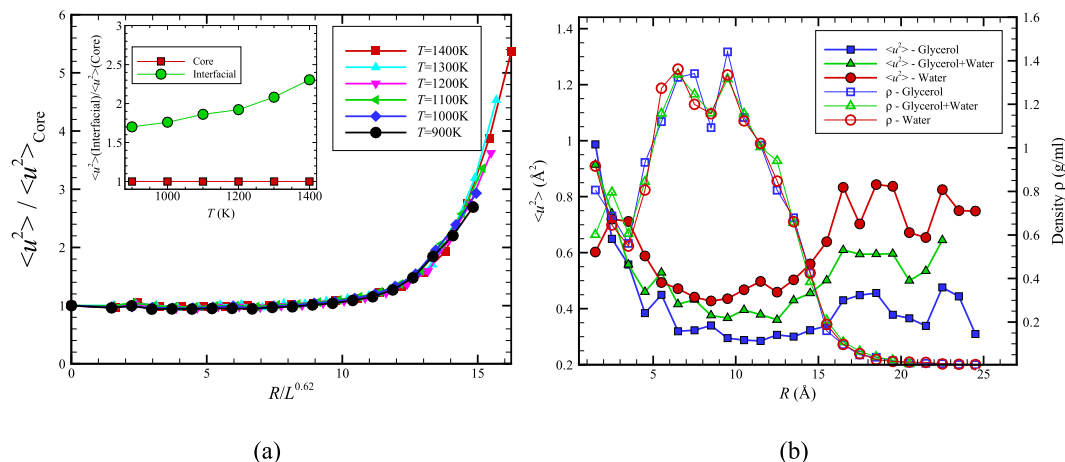 (a)
<u²> / <u²>Core
6
5
4
3
2
1
0
0
5
10
15
R/L^0.62
T=1400K
T=1300K
T=1200K
T=1100K
T=1000K
T=900K
<u²>(Interfacial)/<u²>(Core)
3
2.5
2
1.5
1
1000
1200
1400
T (K)
Core
Interfacial
(a)
(b)
<u²> (Å²)
1.4
1.2
1
0.8
0.6
0.4
0.2
5
10
15
20
25
R (Å)
1.6
1.4
1.2
1
0.8
0.6
0.4
0.2
Density ρ (g/ml)
<u²> - Glycerol
<u²> - Glycerol+Water
<u²> - Water
ρ - Glycerol
ρ - Glycerol+Water
ρ - Water
(b)